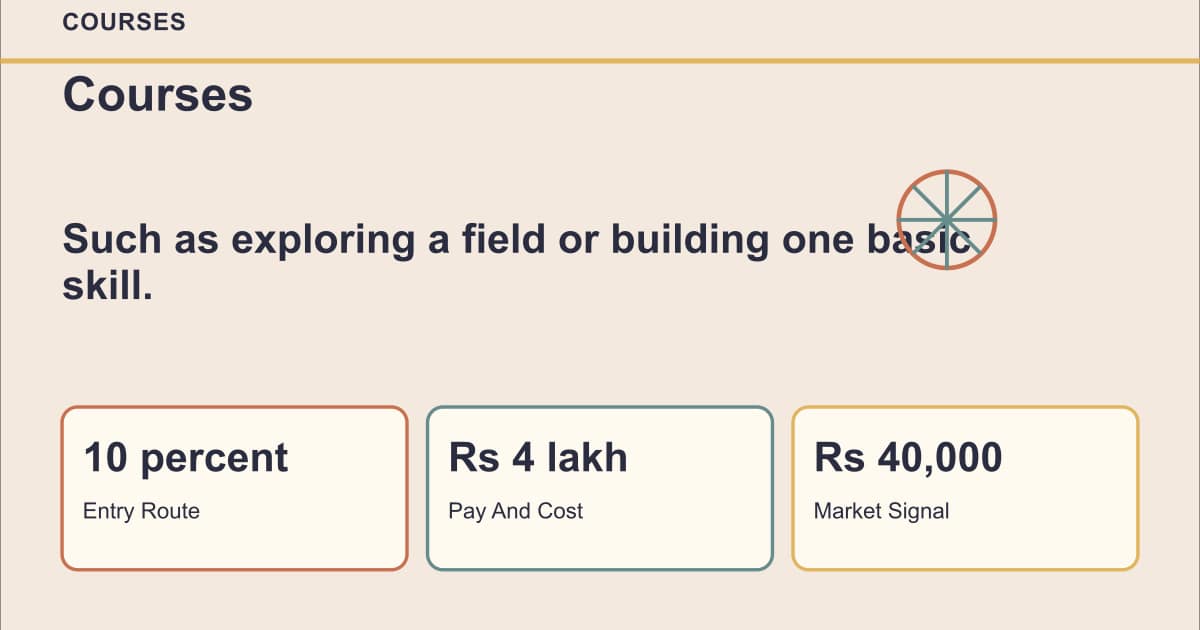 COURSES
Courses
Such as exploring a field or building one basic
skill.
10 percent
Entry Route
Rs 4 lakh
Pay And Cost
Rs 40,000
Market Signal